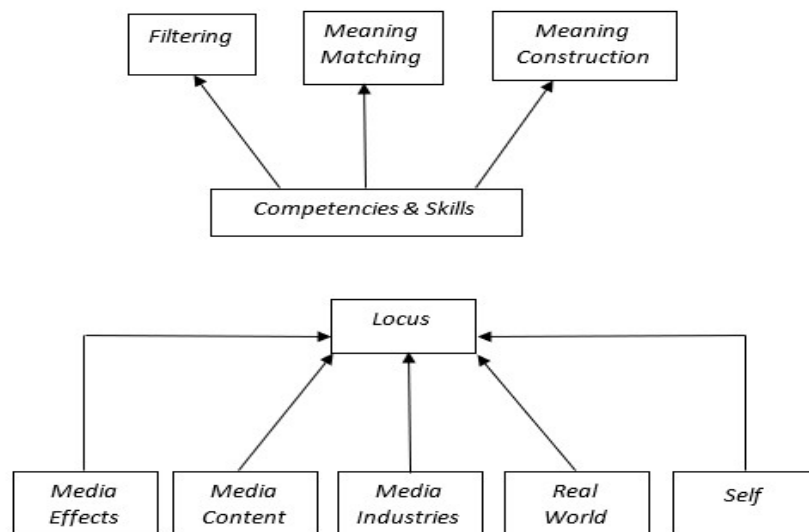 Filtering
Meaning
Matching
Meaning
Construction
Competencies & Skills
Locus
Media
Effects
Media
Content
Media
Industries
Real
World
Self